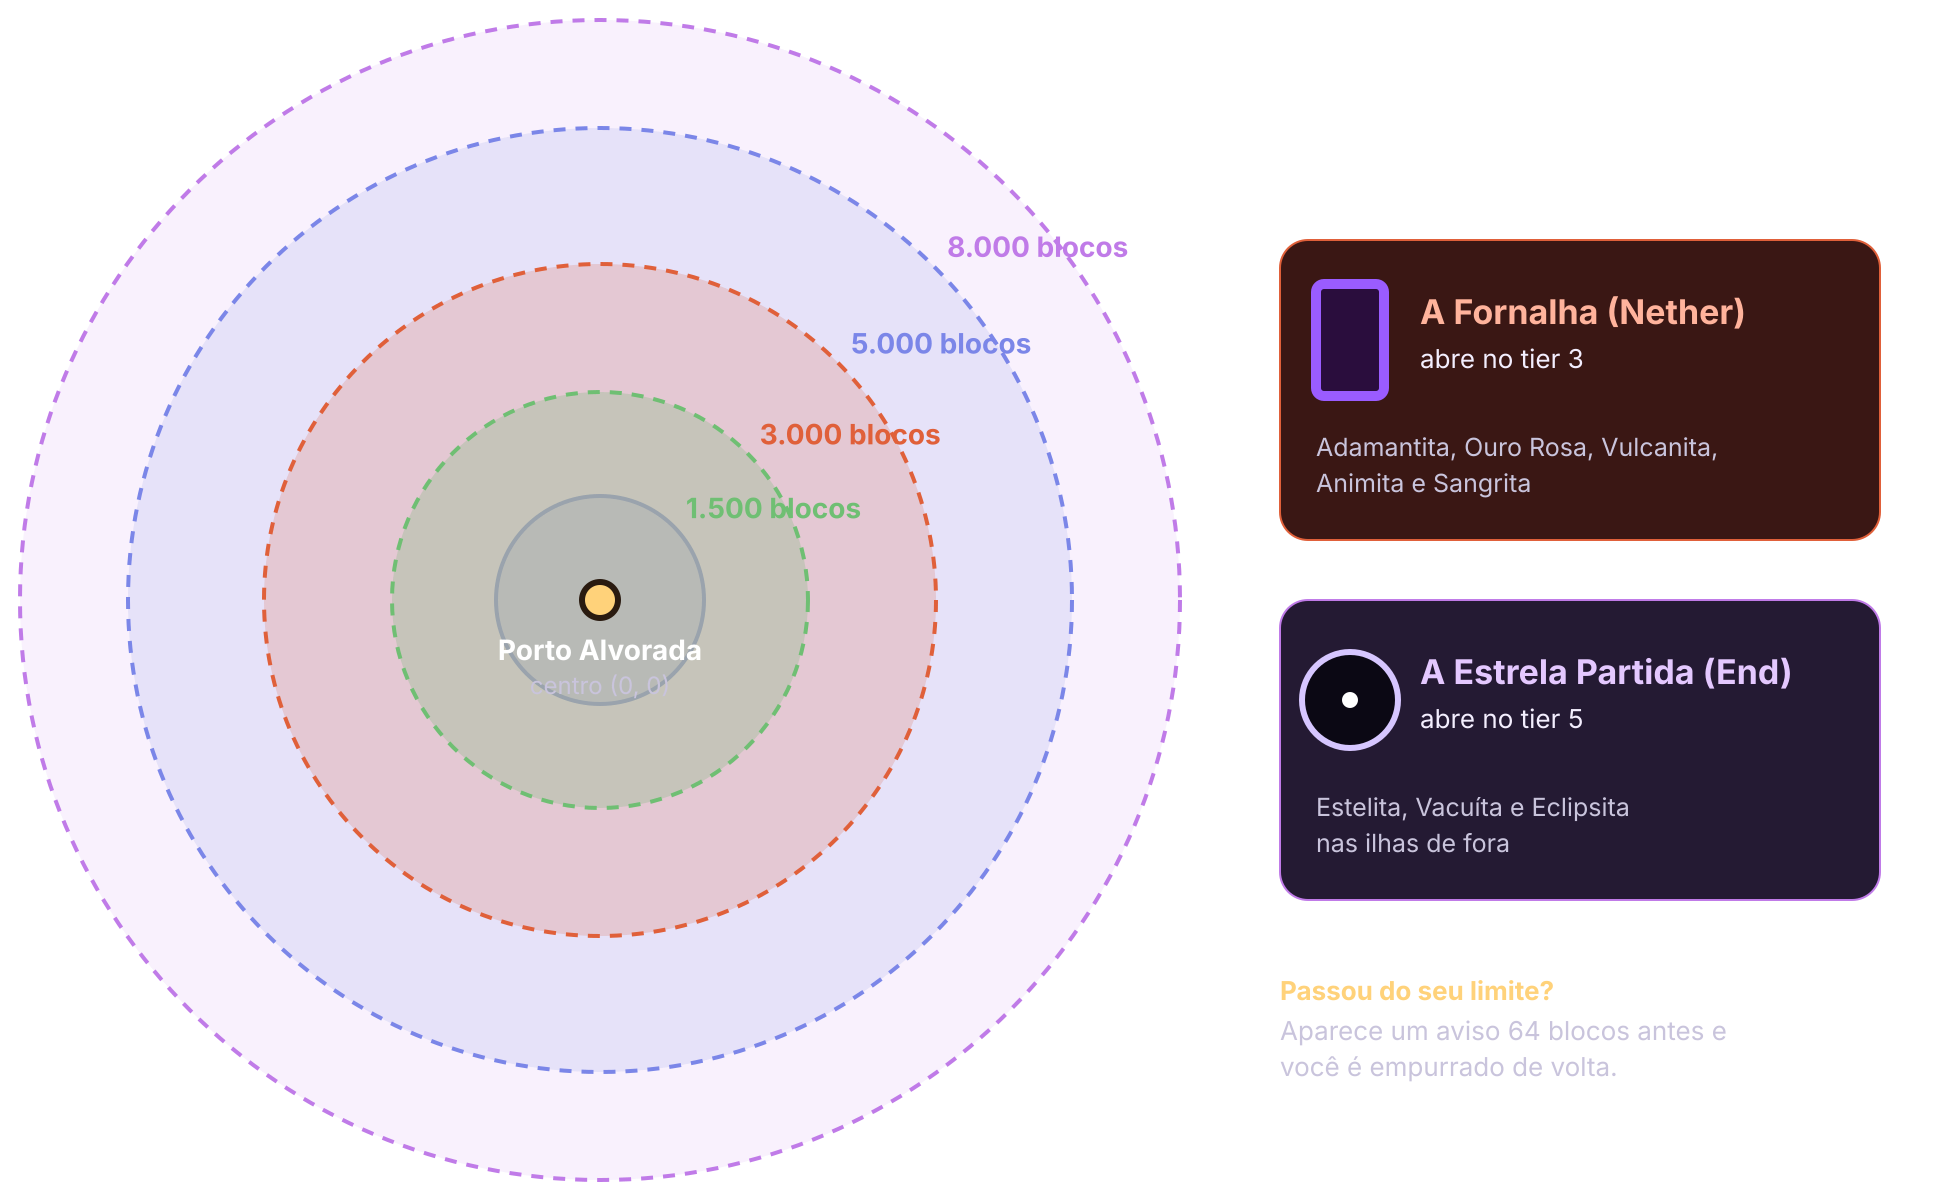 8.000 blocos
5.000 blocos
3.000 blocos
1.500 blocos
Porto Alvorada
centro (0, 0)
A Fornalha (Nether)
abre no tier 3
Adamantita, Ouro Rosa, Vulcanita,
Animita e Sangrita
A Estrela Partida (End)
abre no tier 5
Estelita, Vacuíta e Eclipsita
nas ilhas de fora
Passou do seu limite?
Aparece um aviso 64 blocos antes e
você é empurrado de volta.